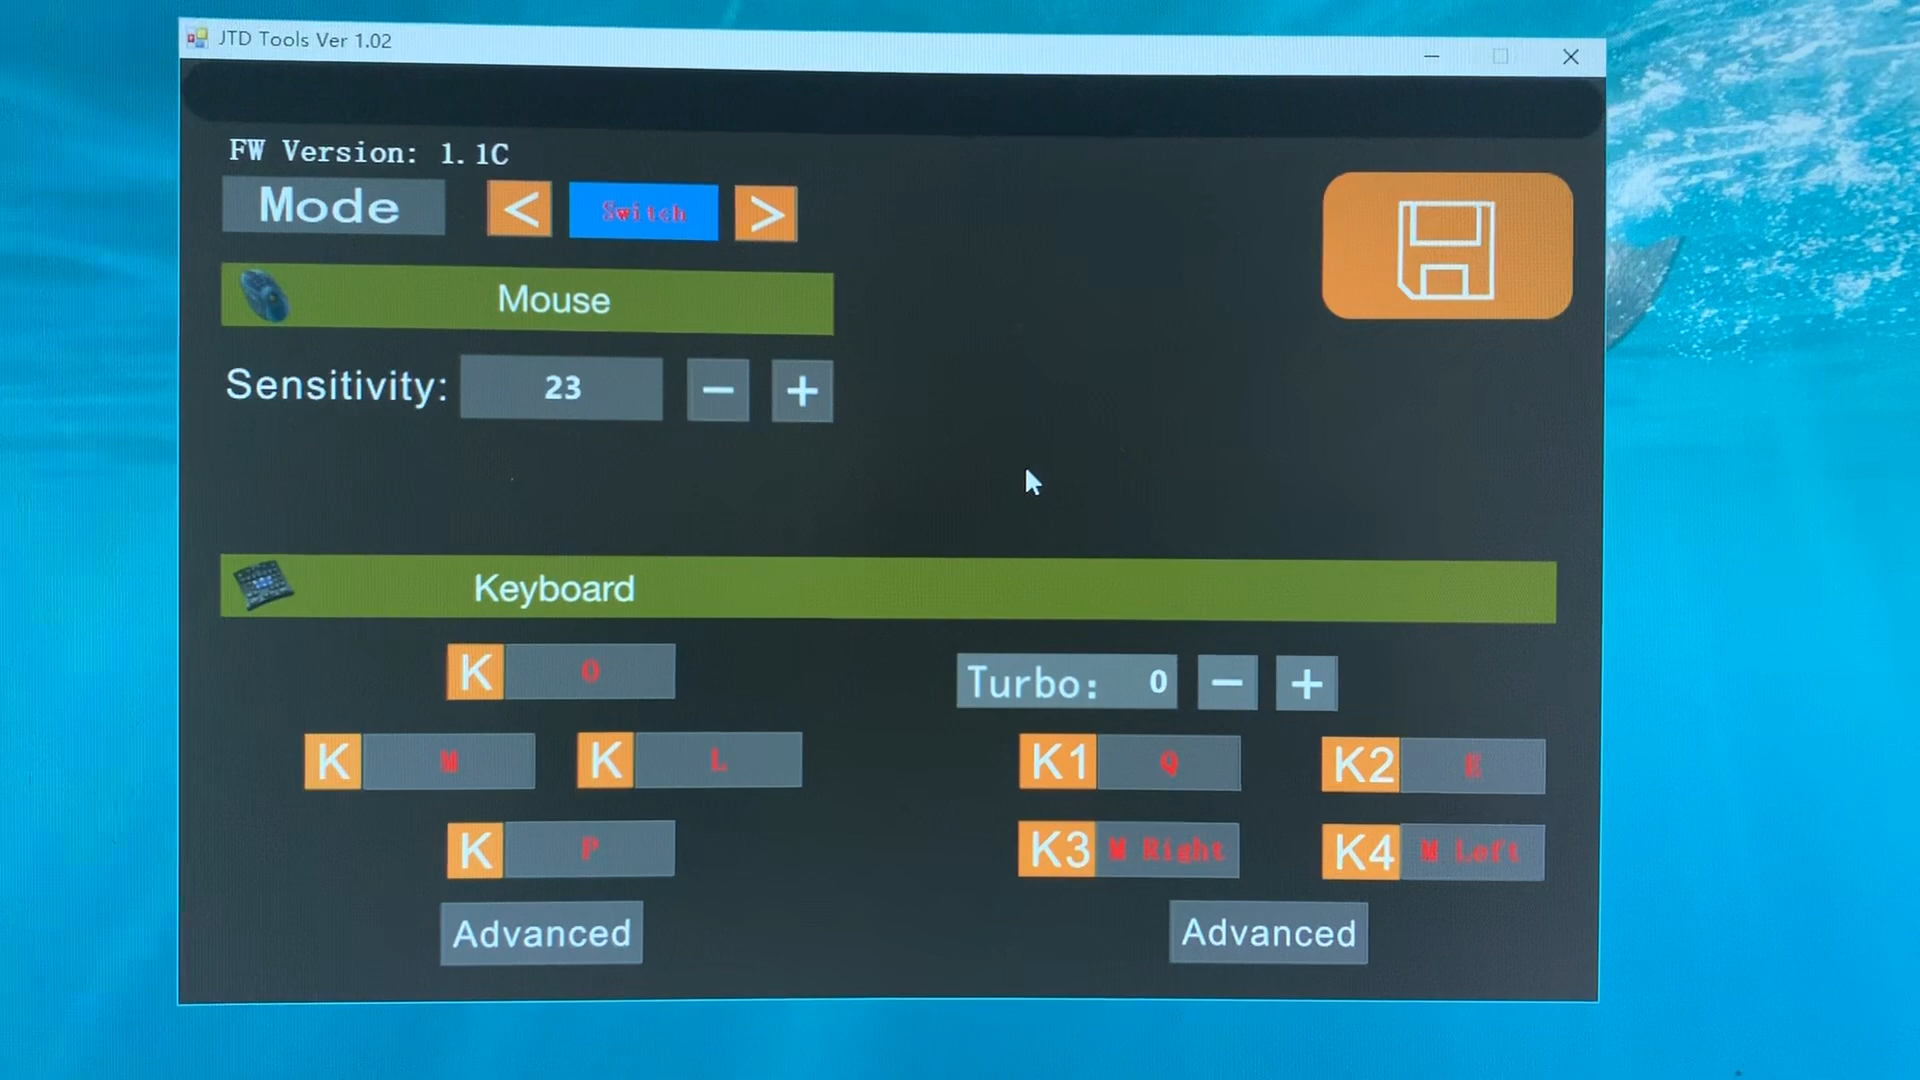 JTD Tools Ver 1.02
FW Version: 1.1C
Mode < Switch >
Mouse
Sensitivity: 23 − +
Keyboard
K O
Turbo: 0 − +
K M K L
K1 Q K2 E
K P
K3 M Right K4 M Left
Advanced Advanced